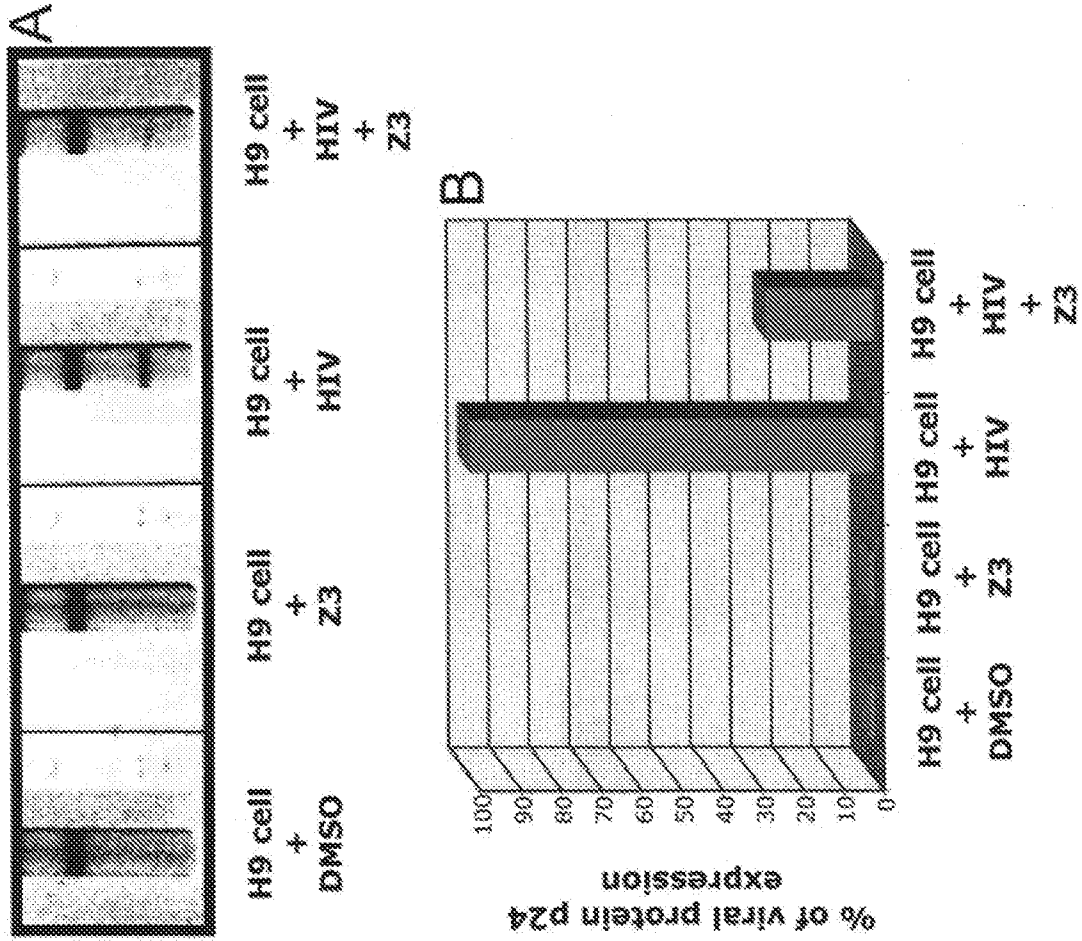 A
H9 cell
+
DMSO
H9 cell
+
Z3
H9 cell
+
HIV
H9 cell
+
HIV
+
Z3
B
% of viral protein p24
expression
100
90
80
70
60
50
40
30
20
10
0
H9 cell
+
DMSO
H9 cell
+
Z3
H9 cell
+
HIV
H9 cell
+
HIV
+
Z3